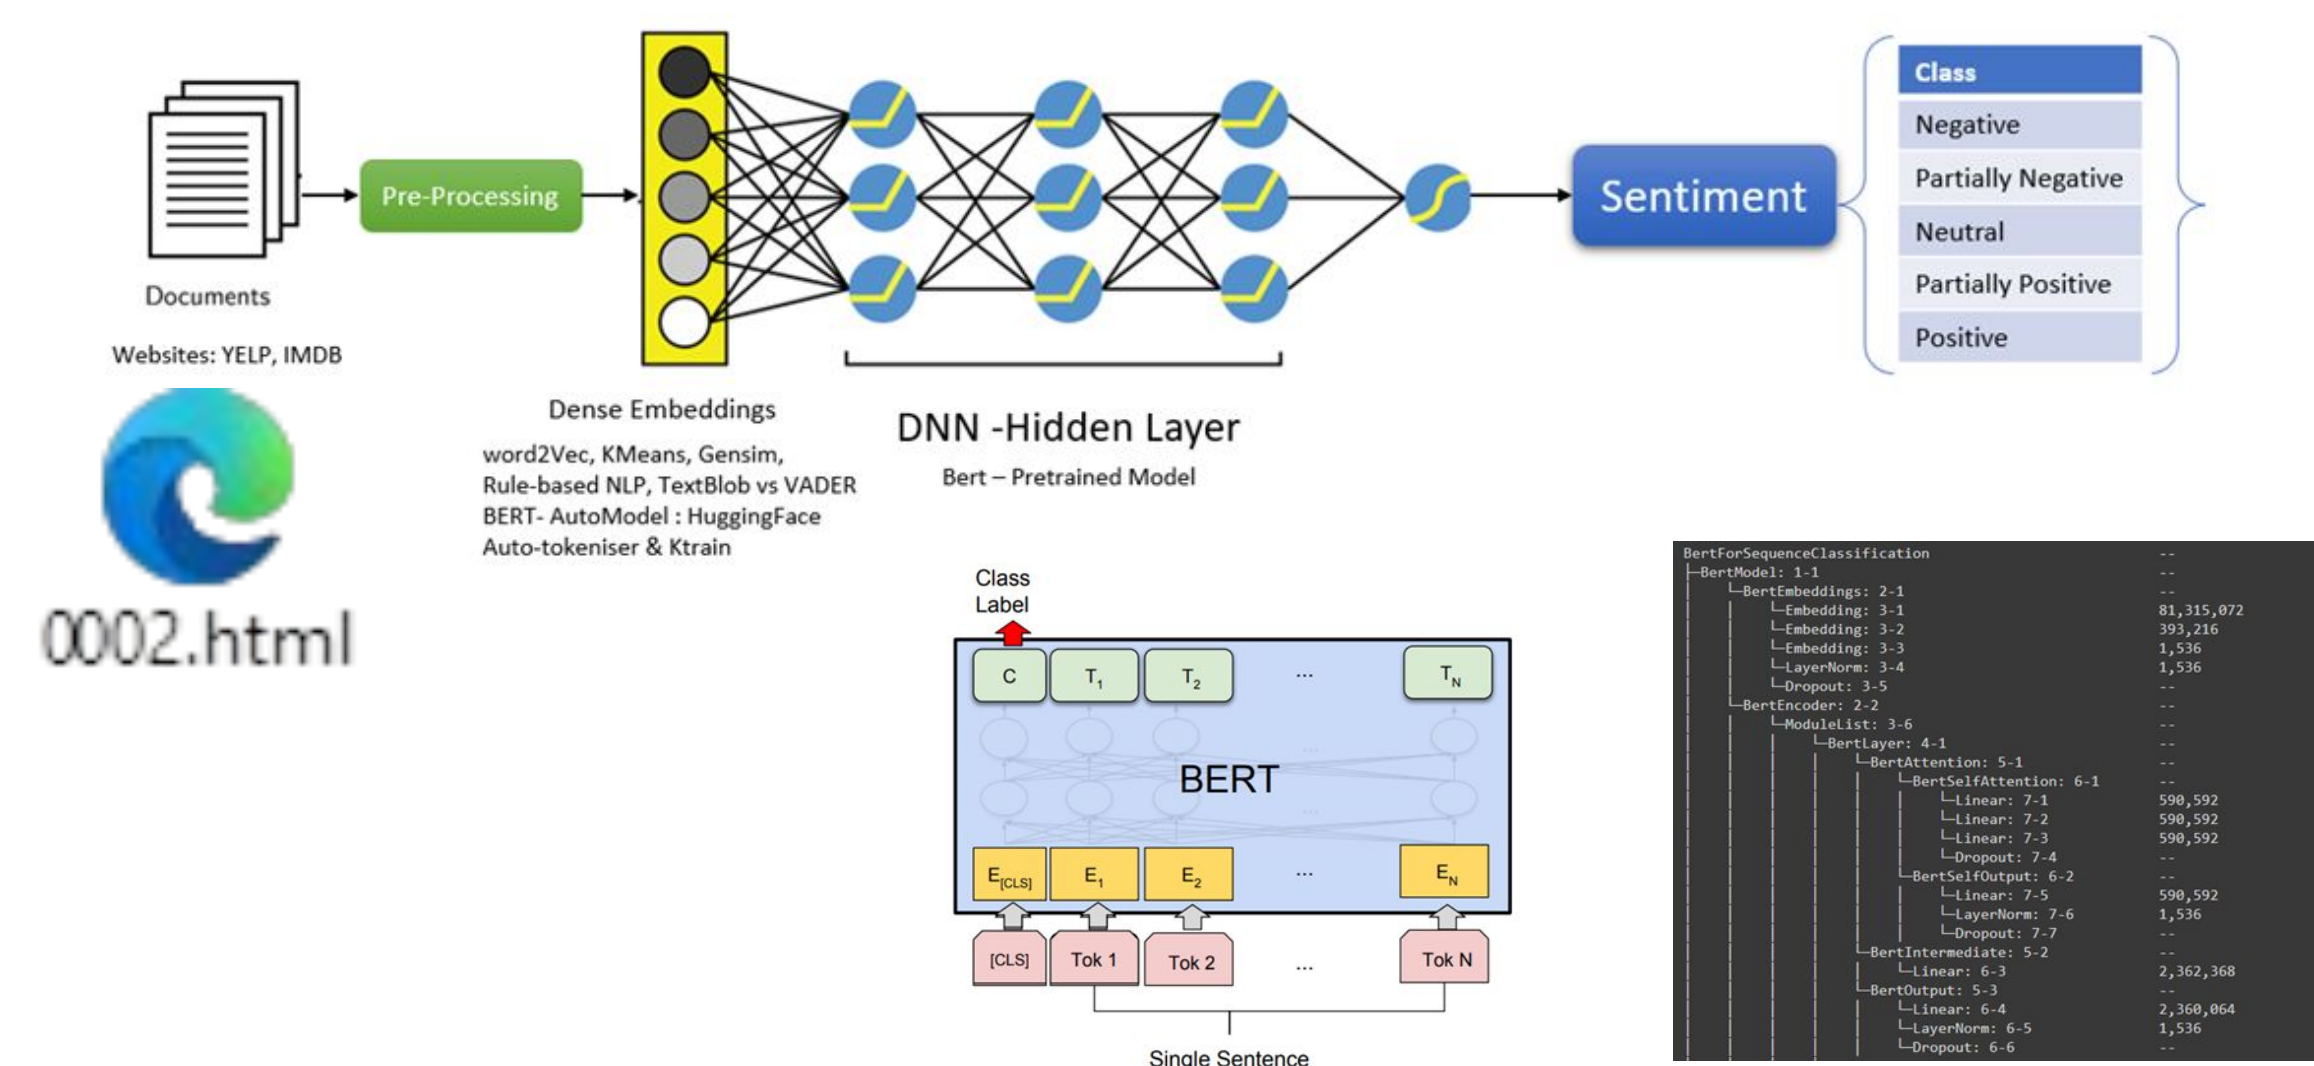 Documents
Websites: YELP, IMDB
0002.html
Pre-Processing
Dense Embeddings
word2Vec, KMeans, Gensim,
Rule-based NLP, TextBlob vs VADER
BERT- AutoModel : HuggingFace
Auto-tokeniser & Ktrain
DNN -Hidden Layer
Bert – Pretrained Model
Sentiment
Class
Negative
Partially Negative
Neutral
Partially Positive
Positive
Class
Label
C T1 T2 ... TN
BERT
E[CLS] E1 E2 ... EN
[CLS] Tok 1 Tok 2 ... Tok N
Single Sentence
BertForSequenceClassification --
├─BertModel: 1-1 --
│ └─BertEmbeddings: 2-1 --
│ │ └─Embedding: 3-1 81,315,072
│ │ └─Embedding: 3-2 393,216
│ │ └─Embedding: 3-3 1,536
│ │ └─LayerNorm: 3-4 1,536
│ │ └─Dropout: 3-5 --
│ └─BertEncoder: 2-2 --
│ │ └─ModuleList: 3-6 --
│ │ │ └─BertLayer: 4-1 --
│ │ │ │ └─BertAttention: 5-1 --
│ │ │ │ │ └─BertSelfAttention: 6-1 --
│ │ │ │ │ │ └─Linear: 7-1 590,592
│ │ │ │ │ │ └─Linear: 7-2 590,592
│ │ │ │ │ │ └─Linear: 7-3 590,592
│ │ │ │ │ │ └─Dropout: 7-4 --
│ │ │ │ │ └─BertSelfOutput: 6-2 --
│ │ │ │ │ │ └─Linear: 7-5 590,592
│ │ │ │ │ │ └─LayerNorm: 7-6 1,536
│ │ │ │ │ │ └─Dropout: 7-7 --
│ │ │ │ └─BertIntermediate: 5-2 --
│ │ │ │ │ └─Linear: 6-3 2,362,368
│ │ │ │ └─BertOutput: 5-3 --
│ │ │ │ │ └─Linear: 6-4 2,360,064
│ │ │ │ │ └─LayerNorm: 6-5 1,536
│ │ │ │ │ └─Dropout: 6-6 --